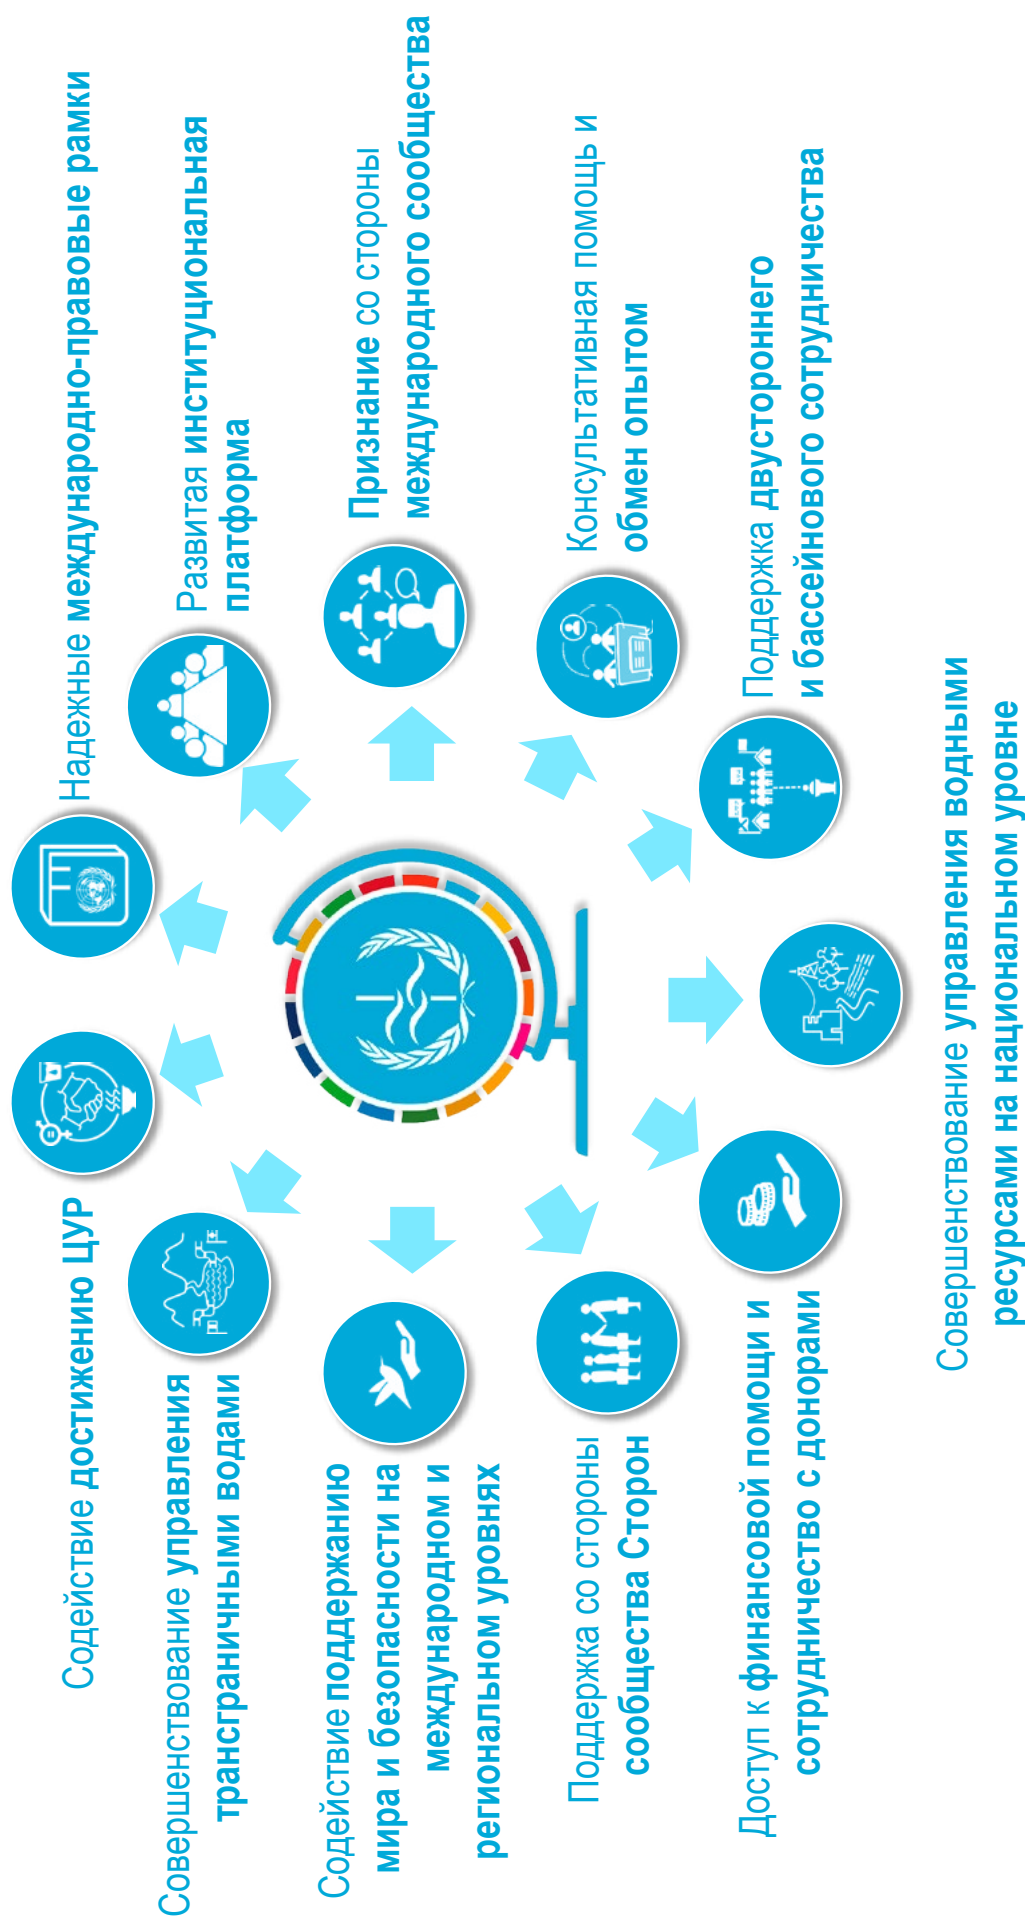 Надежные международно-правовые рамки
Развитая институциональная
платформа
Признание со стороны
международного сообщества
Консультативная помощь и
обмен опытом
Поддержка двустороннего
и бассейнового сотрудничества
Совершенствование управления водными
ресурсами на национальном уровне
Доступ к финансовой помощи и
сотрудничество с донорами
Поддержка со стороны
сообщества Сторон
Содействие поддержанию
мира и безопасности на
международном и
региональном уровнях
Совершенствование управления
трансграничными водами
Содействие достижению ЦУР